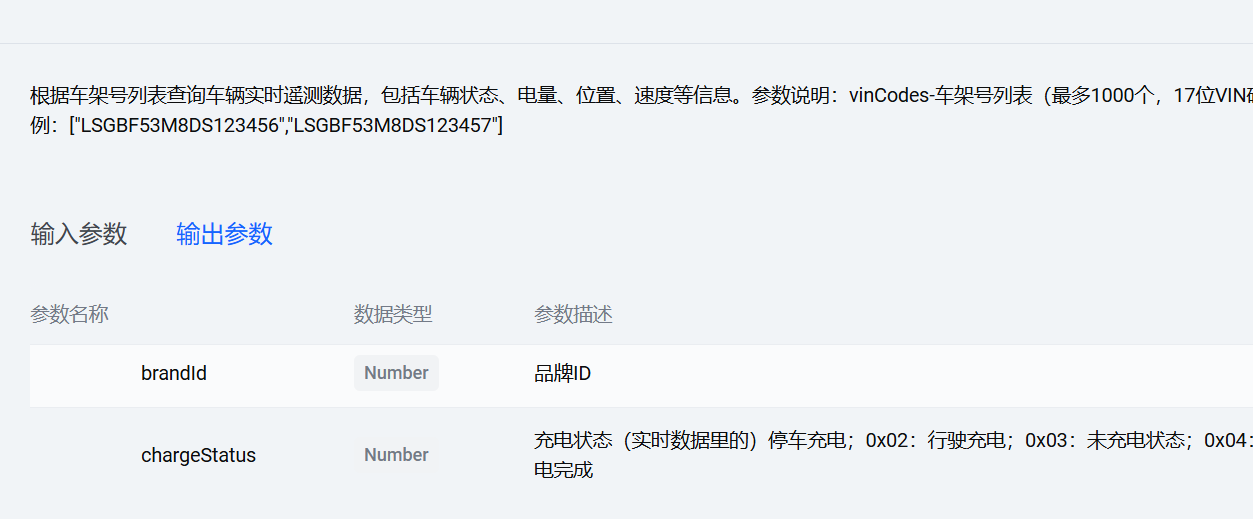 根据车架号列表查询车辆实时遥测数据，包括车辆状态、电量、位置、速度等信息。参数说明：vinCodes-车架号列表（最多1000个，17位VIN
例：["LSGBF53M8DS123456","LSGBF53M8DS123457"]
输入参数 输出参数
参数名称 数据类型 参数描述
brandId Number 品牌ID
chargeStatus Number 充电状态（实时数据里的）停车充电；0x02：行驶充电；0x03：未充电状态；0x04：
电完成